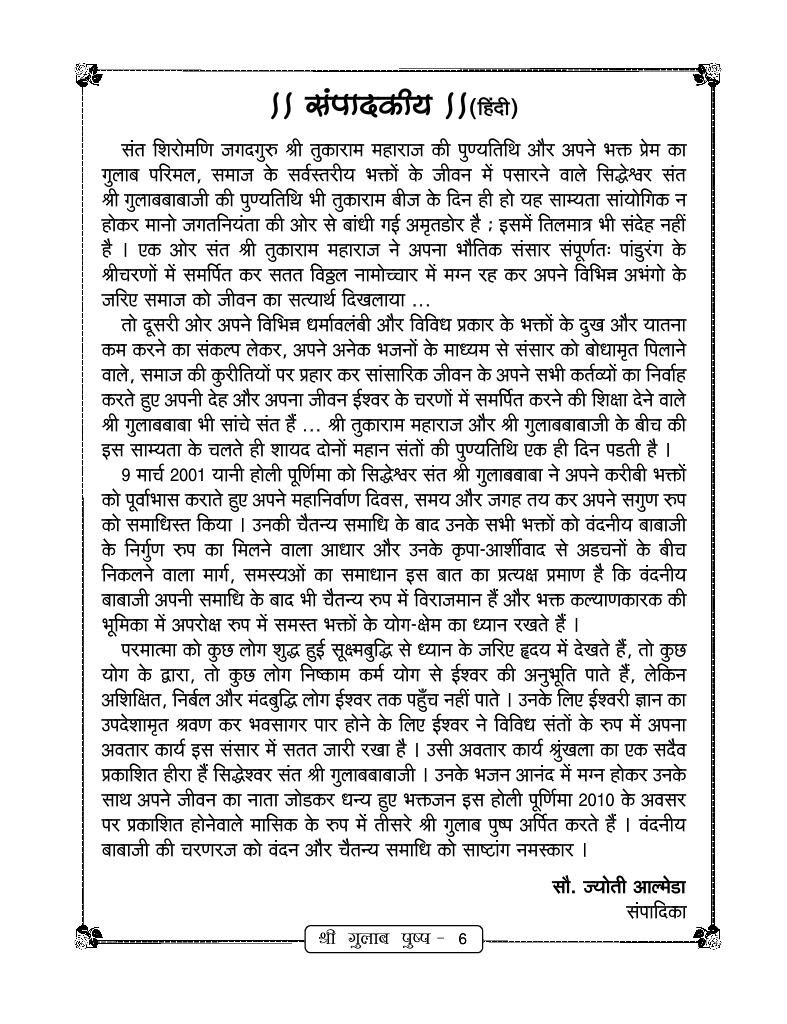 ।। संपादकीय ।।(हिंदी)
संत शिरोमणि जगदगुरु श्री तुकाराम महाराज की पुण्यतिथि और अपने भक्त प्रेम का
गुलाब परिमल, समाज के सर्वस्तरीय भक्तों के जीवन में पसारने वाले सिद्धेश्वर संत
श्री गुलाबबाबाजी की पुण्यतिथि भी तुकाराम बीज के दिन ही हो यह साम्यता सांयोगिक न
होकर मानो जगतनियंता की ओर से बांधी गई अमृतडोर है ; इसमें तिलमात्र भी संदेह नहीं
है । एक ओर संत श्री तुकाराम महाराज ने अपना भौतिक संसार संपूर्णतः पांडुरंग के
श्रीचरणों में समर्पित कर सतत विठ्ठल नामोच्चार में मग्न रह कर अपने विभिन्न अभंगो के
जरिए समाज को जीवन का सत्यार्थ दिखलाया ...
तो दूसरी ओर अपने विभिन्न धर्मावलंबी और विविध प्रकार के भक्तों के दुख और यातना
कम करने का संकल्प लेकर, अपने अनेक भजनों के माध्यम से संसार को बोधामृत पिलाने
वाले, समाज की कुरीतियों पर प्रहार कर सांसारिक जीवन के अपने सभी कर्तव्यों का निर्वाह
करते हुए अपनी देह और अपना जीवन ईश्वर के चरणों में समर्पित करने की शिक्षा देने वाले
श्री गुलाबबाबा भी सांचे संत हैं ... श्री तुकाराम महाराज और श्री गुलाबबाबाजी के बीच की
इस साम्यता के चलते ही शायद दोनों महान संतों की पुण्यतिथि एक ही दिन पडती है ।
9 मार्च 2001 यानी होली पूर्णिमा को सिद्धेश्वर संत श्री गुलाबबाबा ने अपने करीबी भक्तों
को पूर्वाभास कराते हुए अपने महानिर्वाण दिवस, समय और जगह तय कर अपने सगुण रुप
को समाधिस्त किया । उनकी चैतन्य समाधि के बाद उनके सभी भक्तों को वंदनीय बाबाजी
के निर्गुण रुप का मिलने वाला आधार और उनके कृपा-आर्शीवाद से अडचनों के बीच
निकलने वाला मार्ग, समस्यओं का समाधान इस बात का प्रत्यक्ष प्रमाण है कि वंदनीय
बाबाजी अपनी समाधि के बाद भी चैतन्य रुप में विराजमान हैं और भक्त कल्याणकारक की
भूमिका में अपरोक्ष रुप में समस्त भक्तों के योग-क्षेम का ध्यान रखते हैं ।
परमात्मा को कुछ लोग शुद्ध हुई सूक्ष्मबुद्धि से ध्यान के जरिए हृदय में देखते हैं, तो कुछ
योग के द्वारा, तो कुछ लोग निष्काम कर्म योग से ईश्वर की अनुभूति पाते हैं, लेकिन
अशिक्षित, निर्बल और मंदबुद्धि लोग ईश्वर तक पहुँच नहीं पाते । उनके लिए ईश्वरी ज्ञान का
उपदेशामृत श्रवण कर भवसागर पार होने के लिए ईश्वर ने विविध संतों के रुप में अपना
अवतार कार्य इस संसार में सतत जारी रखा है । उसी अवतार कार्य श्रुंखला का एक सदैव
प्रकाशित हीरा हैं सिद्धेश्वर संत श्री गुलाबबाबाजी । उनके भजन आनंद में मग्न होकर उनके
साथ अपने जीवन का नाता जोडकर धन्य हुए भक्तजन इस होली पूर्णिमा 2010 के अवसर
पर प्रकाशित होनेवाले मासिक के रुप में तीसरे श्री गुलाब पुष्प अर्पित करते हैं । वंदनीय
बाबाजी की चरणरज को वंदन और चैतन्य समाधि को साष्टांग नमस्कार ।
सौ. ज्योती आल्मेडा
संपादिका
श्री गुलाब पुष्प - 6